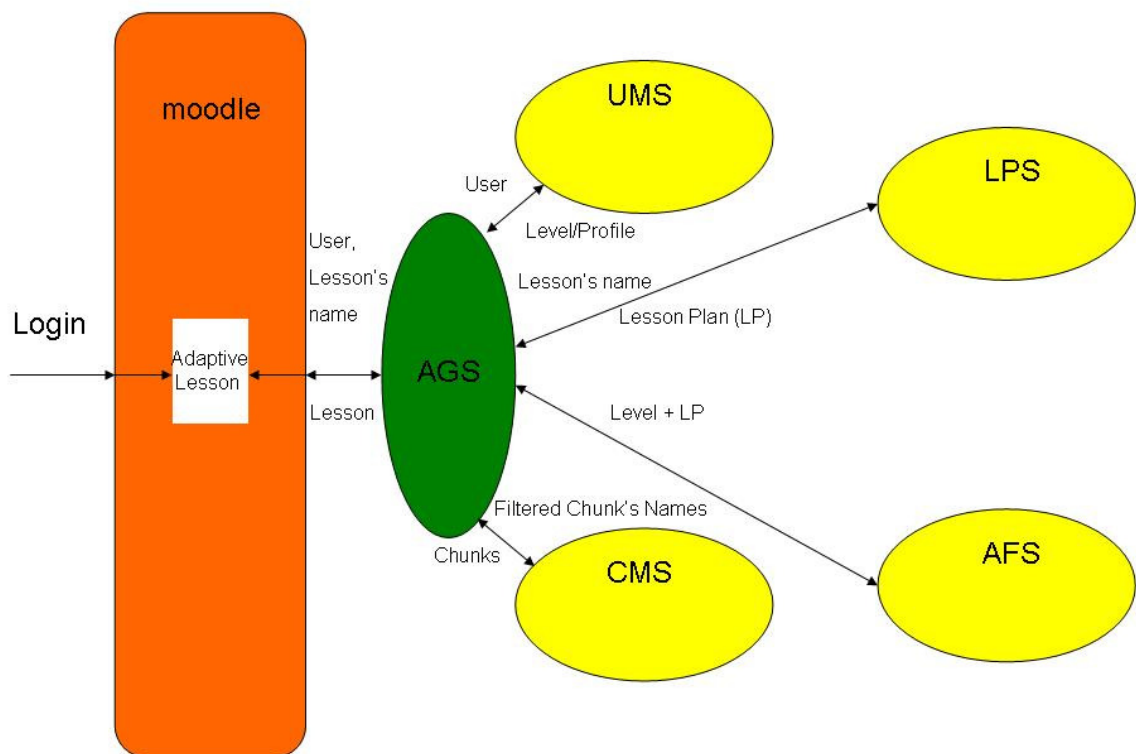 moodle
UMS
LPS
User
Level/Profile
User,
Lesson's
name
Lesson's name
Lesson Plan (LP)
Login
Adaptive
Lesson
AGS
Lesson
Level + LP
Filtered Chunk's Names
Chunks
CMS
AFS